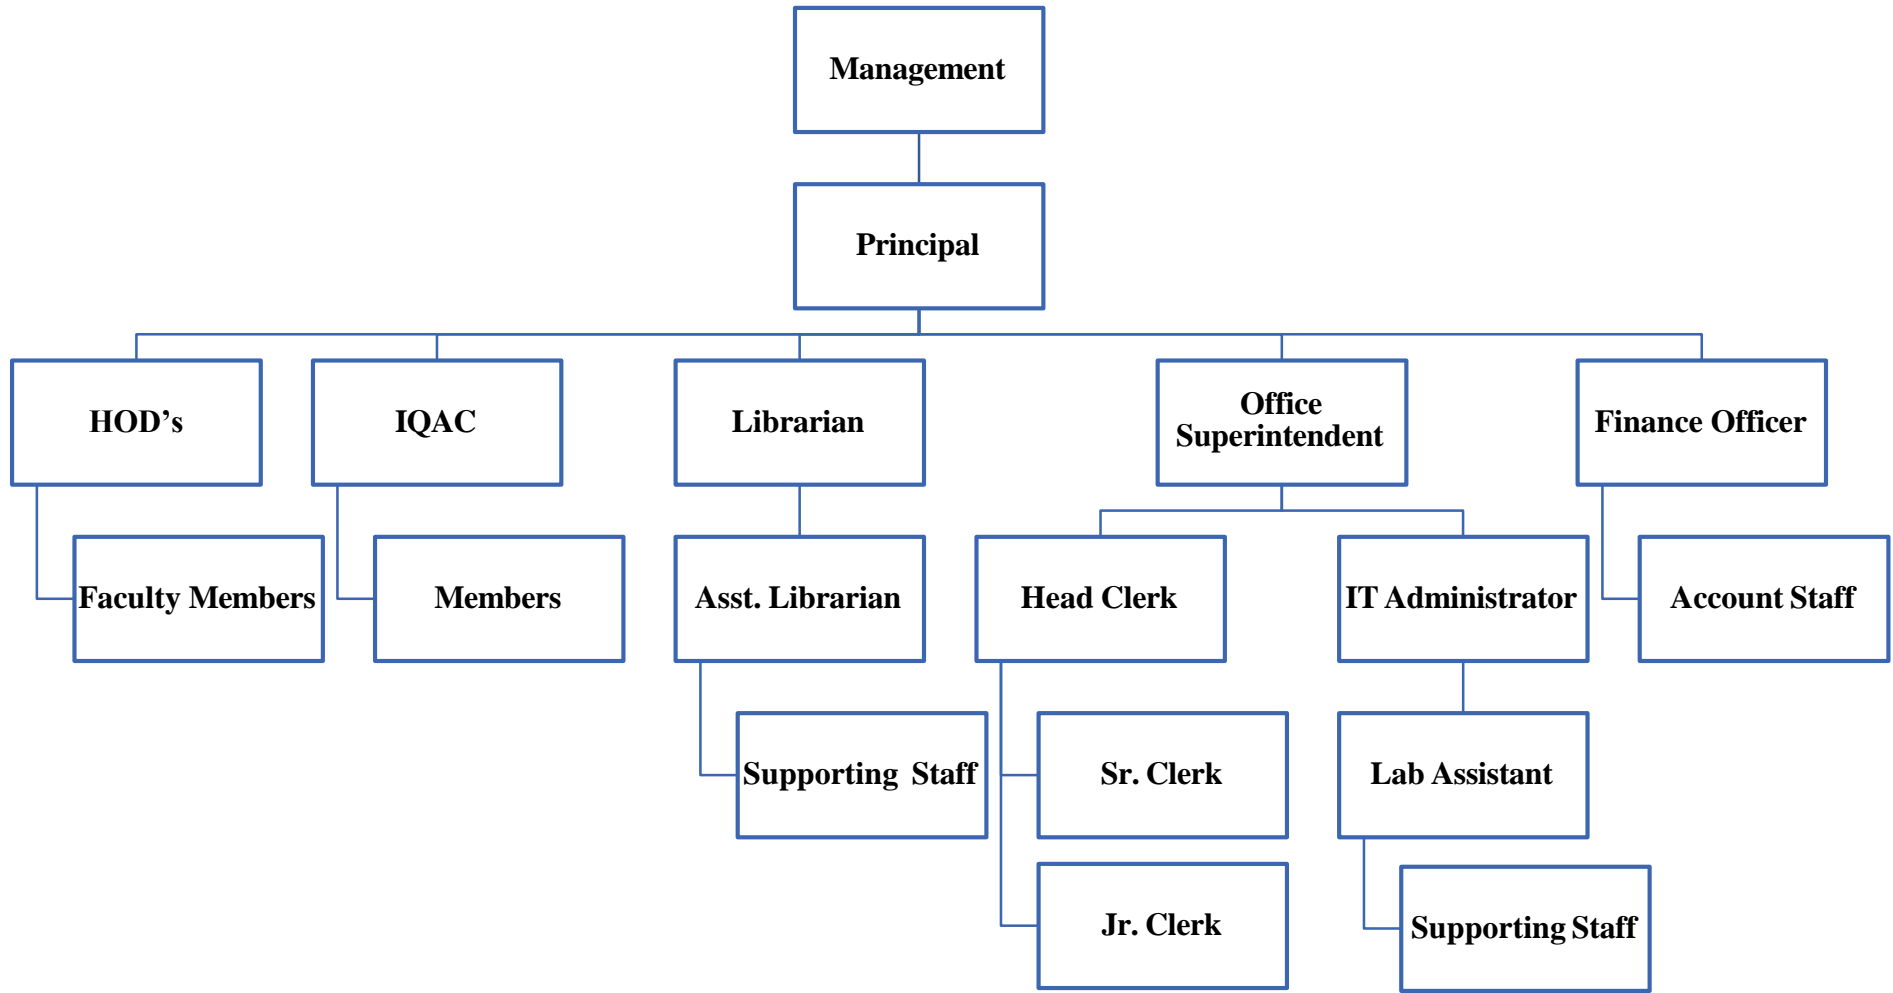 Management
Principal
HOD’s
IQAC
Librarian
Office
Superintendent
Finance Officer
Faculty Members
Members
Asst. Librarian
Head Clerk
IT Administrator
Account Staff
Supporting Staff
Sr. Clerk
Lab Assistant
Jr. Clerk
Supporting Staff